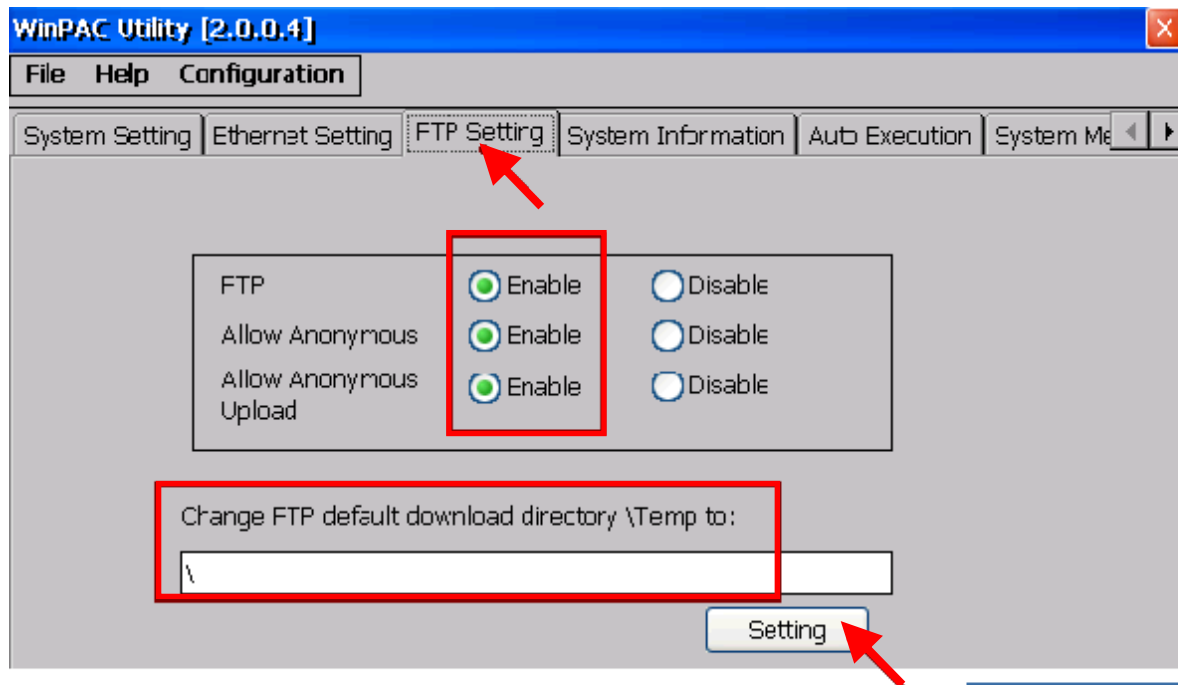 WinPAC Utility [2.0.0.4]
File Help Configuration
System Setting Ethernet Setting FTP Setting System Information Auto Execution System Me
FTP Enable Disable
Allow Anonymous Enable Disable
Allow Anonymous Upload Enable Disable
Change FTP default download directory \Temp to:
\
Setting